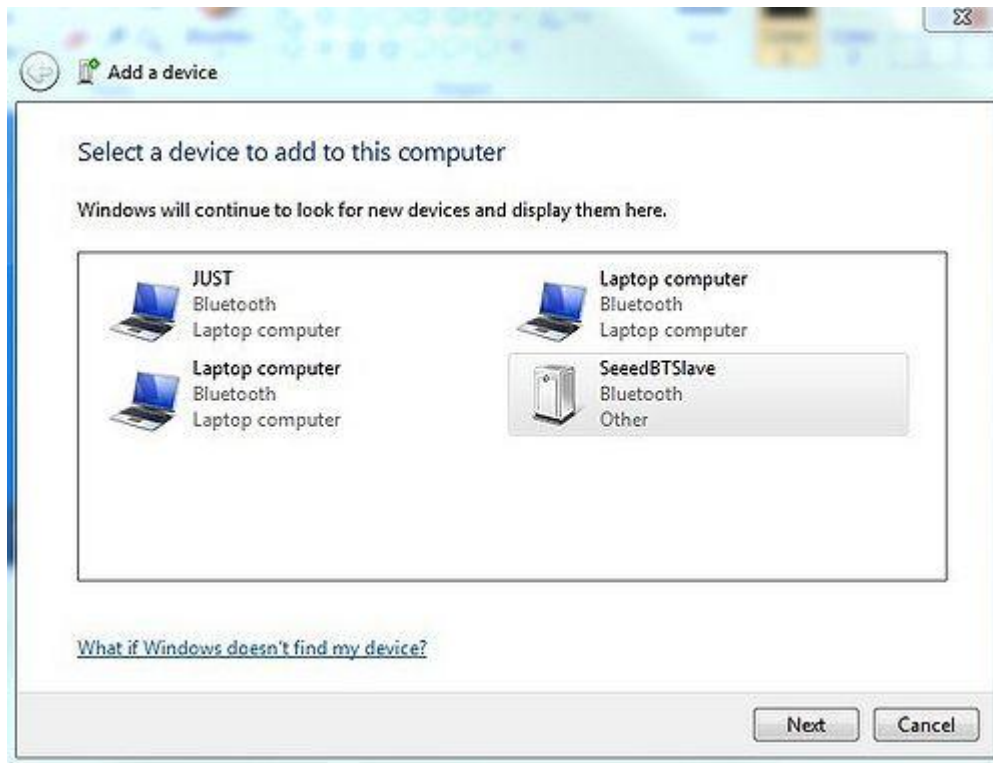 Add a device
Select a device to add to this computer
Windows will continue to look for new devices and display them here.
JUST
Bluetooth
Laptop computer
Laptop computer
Bluetooth
Laptop computer
Laptop computer
Bluetooth
Laptop computer
SeeedBTSlave
Bluetooth
Other
What if Windows doesn't find my device?
Next
Cancel